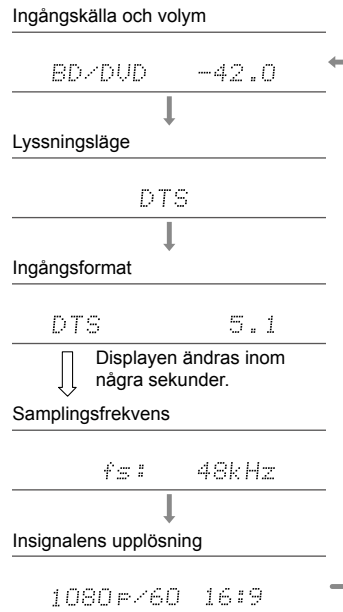 Ingångskälla och volym
BD/DVD -42.0
Lyssningsläge
DTS
Ingångsformat
DTS 5.1
Displayen ändras inom
några sekunder.
Samplingsfrekvens
fs: 48kHz
Insignalens upplösning
1080p/60 16:9